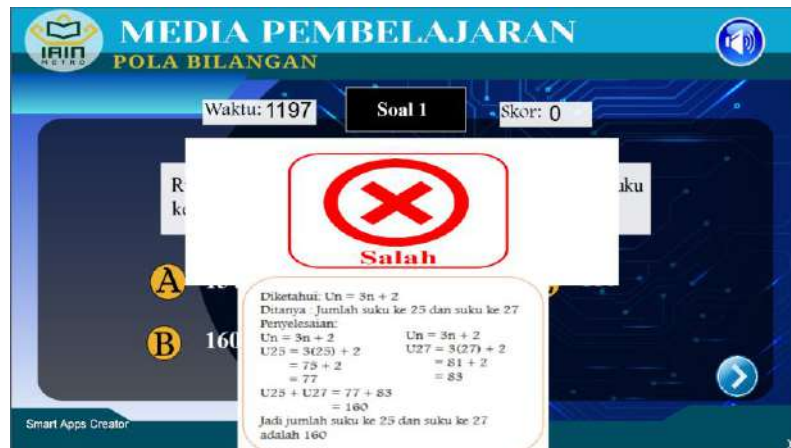 MEDIA PEMBELAJARAN
IAIN
METRO
POLA BILANGAN
Waktu: 1197
Soal 1
Skor: 0
Salah
A
B 160
Diketahui: Un = 3n + 2
Ditanya : Jumlah suku ke 25 dan suku ke 27
Penyelesaian:
Un = 3n + 2
U25 = 3(25) + 2
= 75 + 2
= 77
Un = 3n + 2
U27 = 3(27) + 2
= 81 + 2
= 83
U25 + U27 = 77 + 83
= 160
Jadi jumlah suku ke 25 dan suku ke 27
adalah 160
Smart Apps Creator